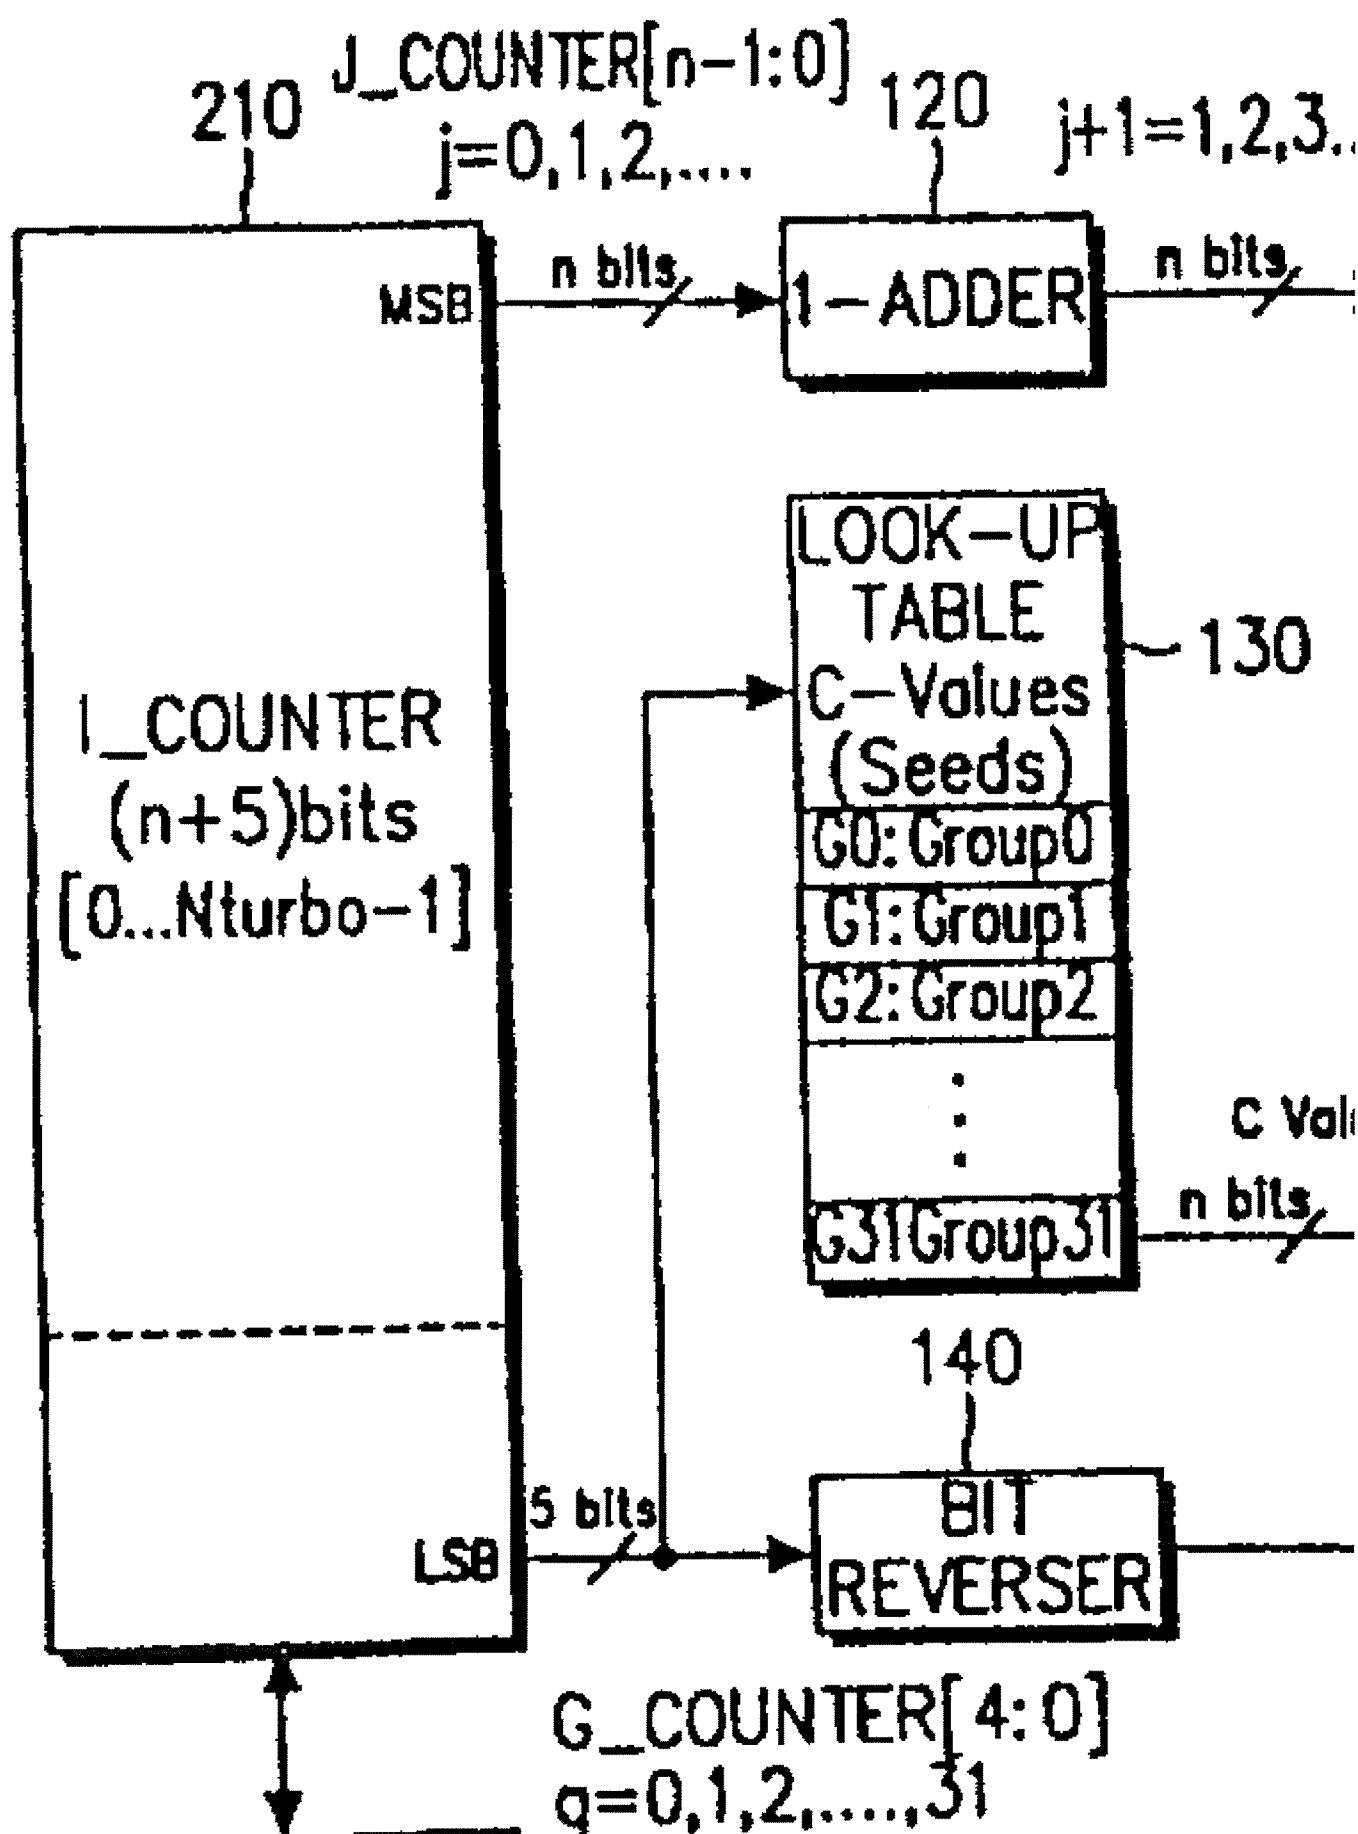 J_COUNTER[n-1:0]
210
120
j=0,1,2,....
j+1=1,2,3..
n bits
n bits
MSB
1-ADDER
LOOK-UP
TABLE
130
C-Values
(Seeds)
I_COUNTER
(n+5)bits
[0...Nturbo-1]
G0:Group0
G1:Group1
G2:Group2
C
n bits
G31Group31
140
5 bits
LSB
BIT
REVERSER
G_COUNTER[4:0]
g=0,1,2,....,31